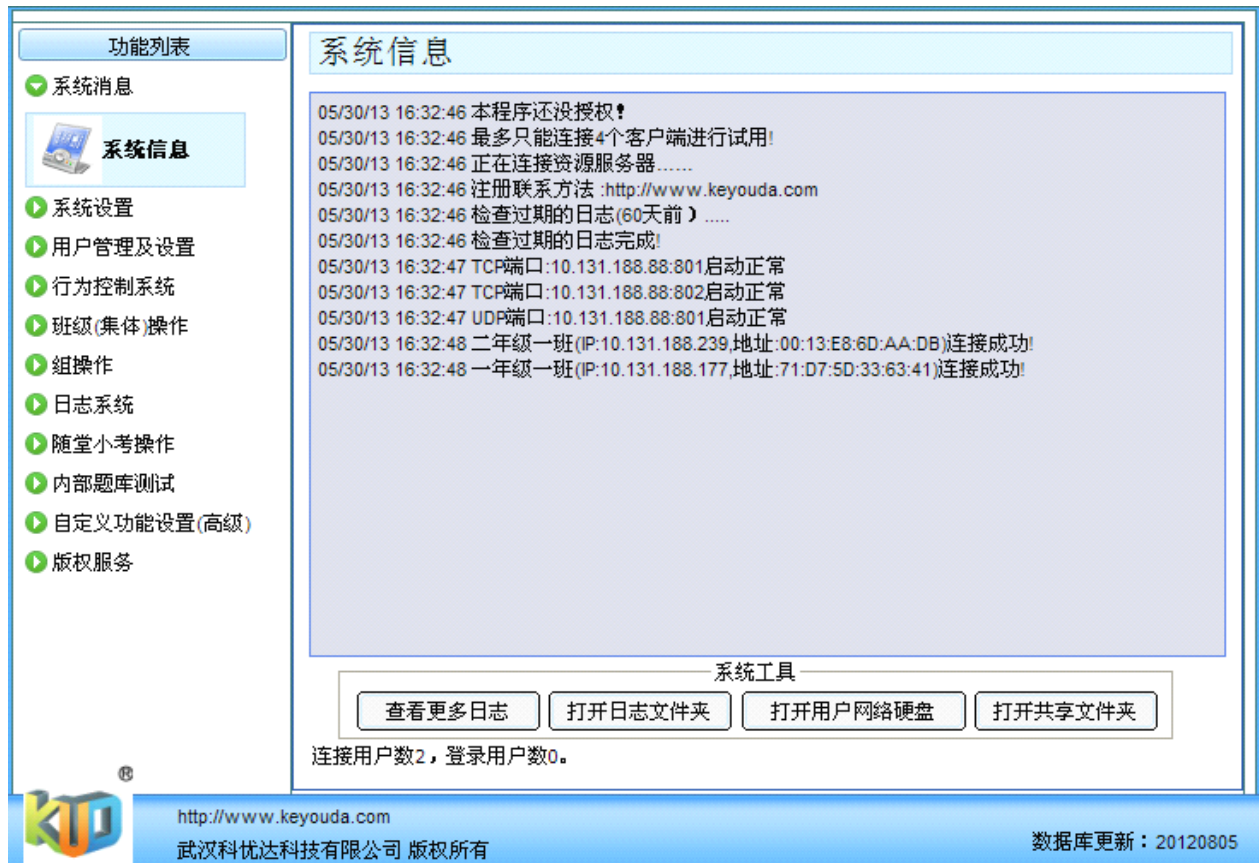 功能列表
系统消息
系统信息
系统设置
用户管理及设置
行为控制系统
班级(集体)操作
组操作
日志系统
随堂小考操作
内部题库测试
自定义功能设置(高级)
版权服务
系统信息
05/30/13 16:32:46 本程序还没授权!
05/30/13 16:32:46 最多只能连接4个客户端进行试用!
05/30/13 16:32:46 正在连接资源服务器......
05/30/13 16:32:46 注册联系方法 :http://www.keyouda.com
05/30/13 16:32:46 检查过期的日志(60天前).....
05/30/13 16:32:46 检查过期的日志完成!
05/30/13 16:32:47 TCP端口:10.131.188.88:801启动正常
05/30/13 16:32:47 TCP端口:10.131.188.88:802启动正常
05/30/13 16:32:47 UDP端口:10.131.188.88:801启动正常
05/30/13 16:32:48 二年级一班(IP:10.131.188.239,地址:00:13:E8:6D:AA:DB)连接成功!
05/30/13 16:32:48 一年级一班(IP:10.131.188.177,地址:71:D7:5D:33:63:41)连接成功!
系统工具
查看更多日志 打开日志文件夹 打开用户网络硬盘 打开共享文件夹
连接用户数2，登录用户数0。
KYD®
http://www.keyouda.com
武汉科优达科技有限公司 版权所有
数据库更新：20120805